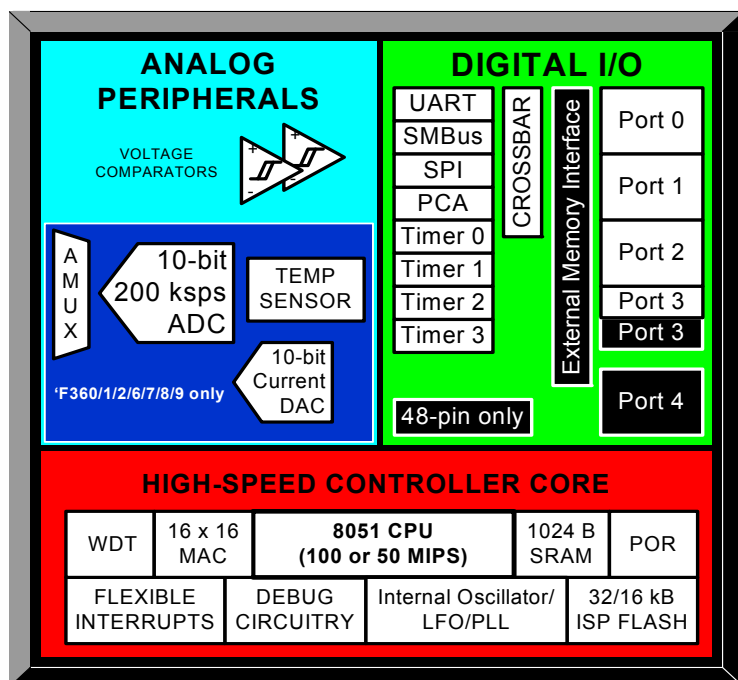 ANALOG
PERIPHERALS
VOLTAGE
COMPARATORS
+
-
+
-
A
M
U
X
10-bit
200 ksps
ADC
TEMP
SENSOR
10-bit
Current
DAC
‘F360/1/2/6/7/8/9 only
DIGITAL I/O
UART
SMBus
SPI
PCA
Timer 0
Timer 1
Timer 2
Timer 3
CROSSBAR
External Memory Interface
Port 0
Port 1
Port 2
Port 3
Port 3
Port 4
48-pin only
HIGH-SPEED CONTROLLER CORE
WDT
16 x 16
MAC
8051 CPU
(100 or 50 MIPS)
1024 B
SRAM
POR
FLEXIBLE
INTERRUPTS
DEBUG
CIRCUITRY
Internal Oscillator/
LFO/PLL
32/16 kB
ISP FLASH